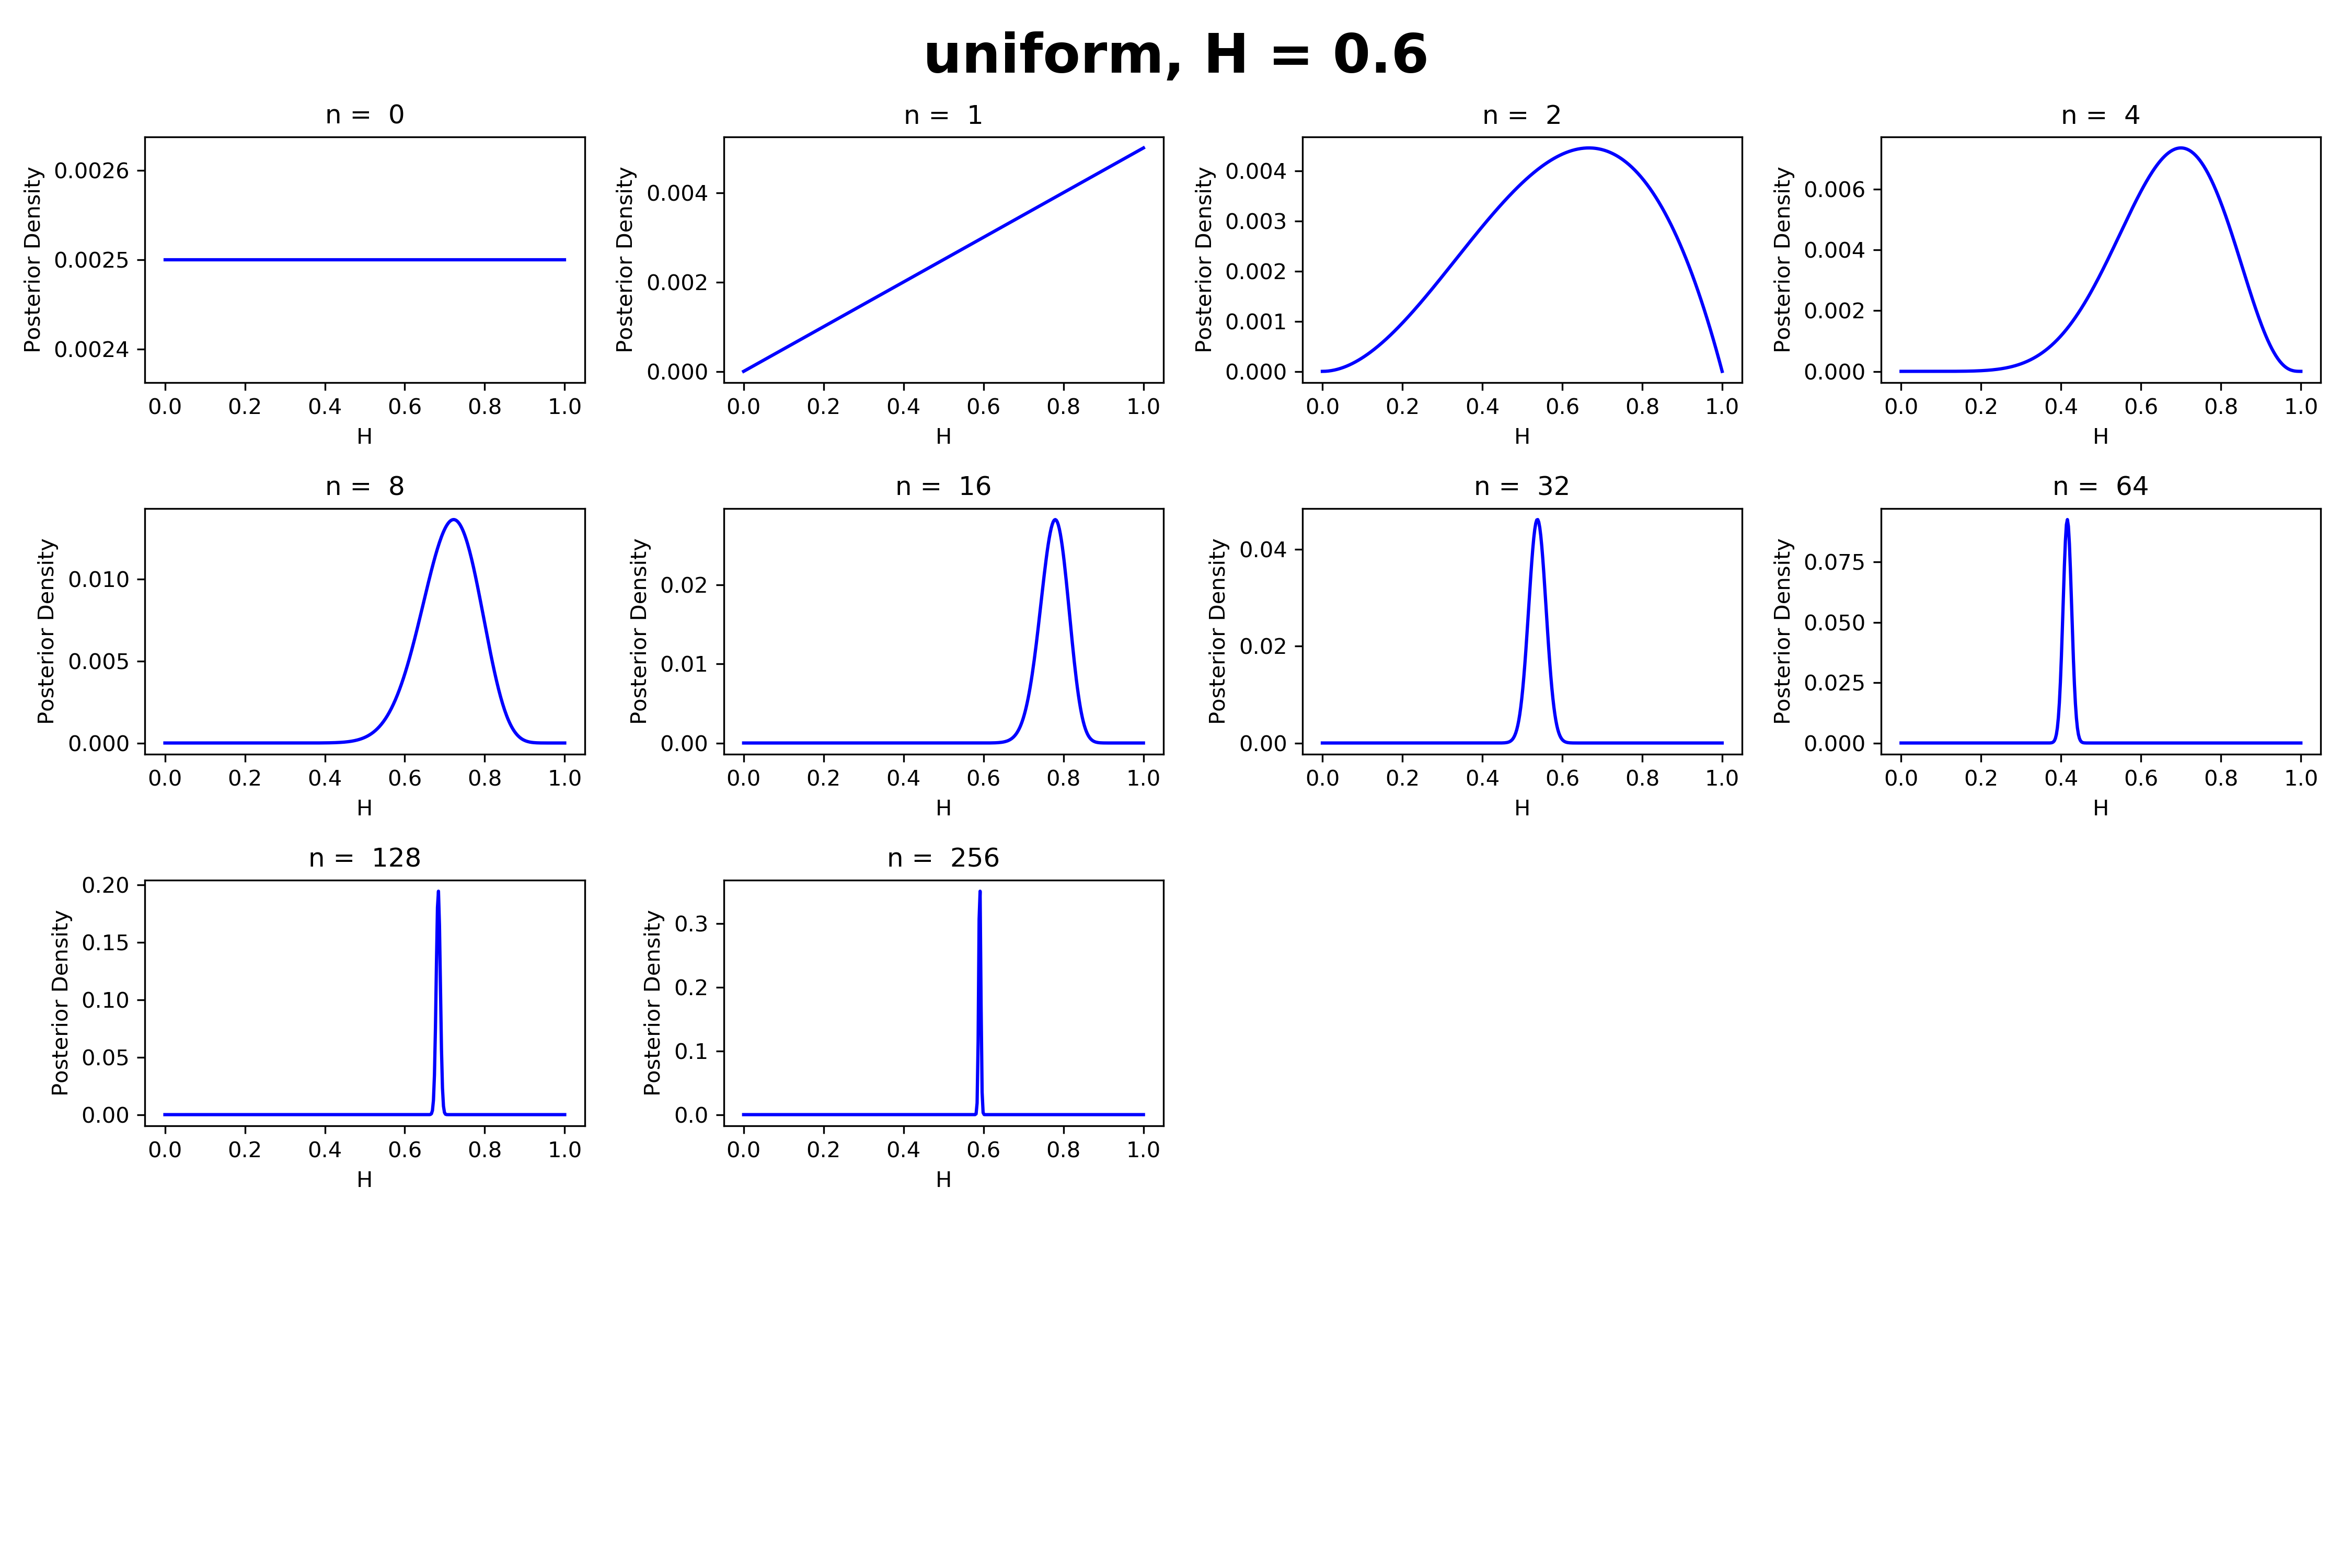 uniform, H = 0.6
n = 0
Posterior Density
0.0026
0.0025
0.0024
0.0 0.2 0.4 0.6 0.8 1.0
H
n = 1
Posterior Density
0.004
0.002
0.000
0.0 0.2 0.4 0.6 0.8 1.0
H
n = 2
Posterior Density
0.004
0.003
0.002
0.001
0.000
0.0 0.2 0.4 0.6 0.8 1.0
H
n = 4
Posterior Density
0.006
0.004
0.002
0.000
0.0 0.2 0.4 0.6 0.8 1.0
H
n = 8
Posterior Density
0.010
0.005
0.000
0.0 0.2 0.4 0.6 0.8 1.0
H
n = 16
Posterior Density
0.02
0.01
0.00
0.0 0.2 0.4 0.6 0.8 1.0
H
n = 32
Posterior Density
0.04
0.02
0.00
0.0 0.2 0.4 0.6 0.8 1.0
H
n = 64
Posterior Density
0.075
0.050
0.025
0.000
0.0 0.2 0.4 0.6 0.8 1.0
H
n = 128
Posterior Density
0.20
0.15
0.10
0.05
0.00
0.0 0.2 0.4 0.6 0.8 1.0
H
n = 256
Posterior Density
0.3
0.2
0.1
0.0
0.0 0.2 0.4 0.6 0.8 1.0
H